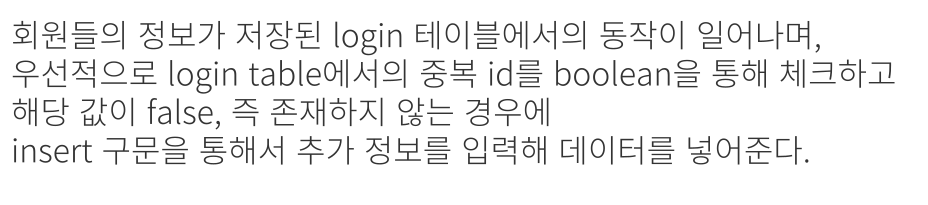 회원들의 정보가 저장된 login 테이블에서의 동작이 일어나며,
우선적으로 login table에서의 중복 id를 boolean을 통해 체크하고
해당 값이 false, 즉 존재하지 않는 경우에
insert 구문을 통해서 추가 정보를 입력해 데이터를 넣어준다.